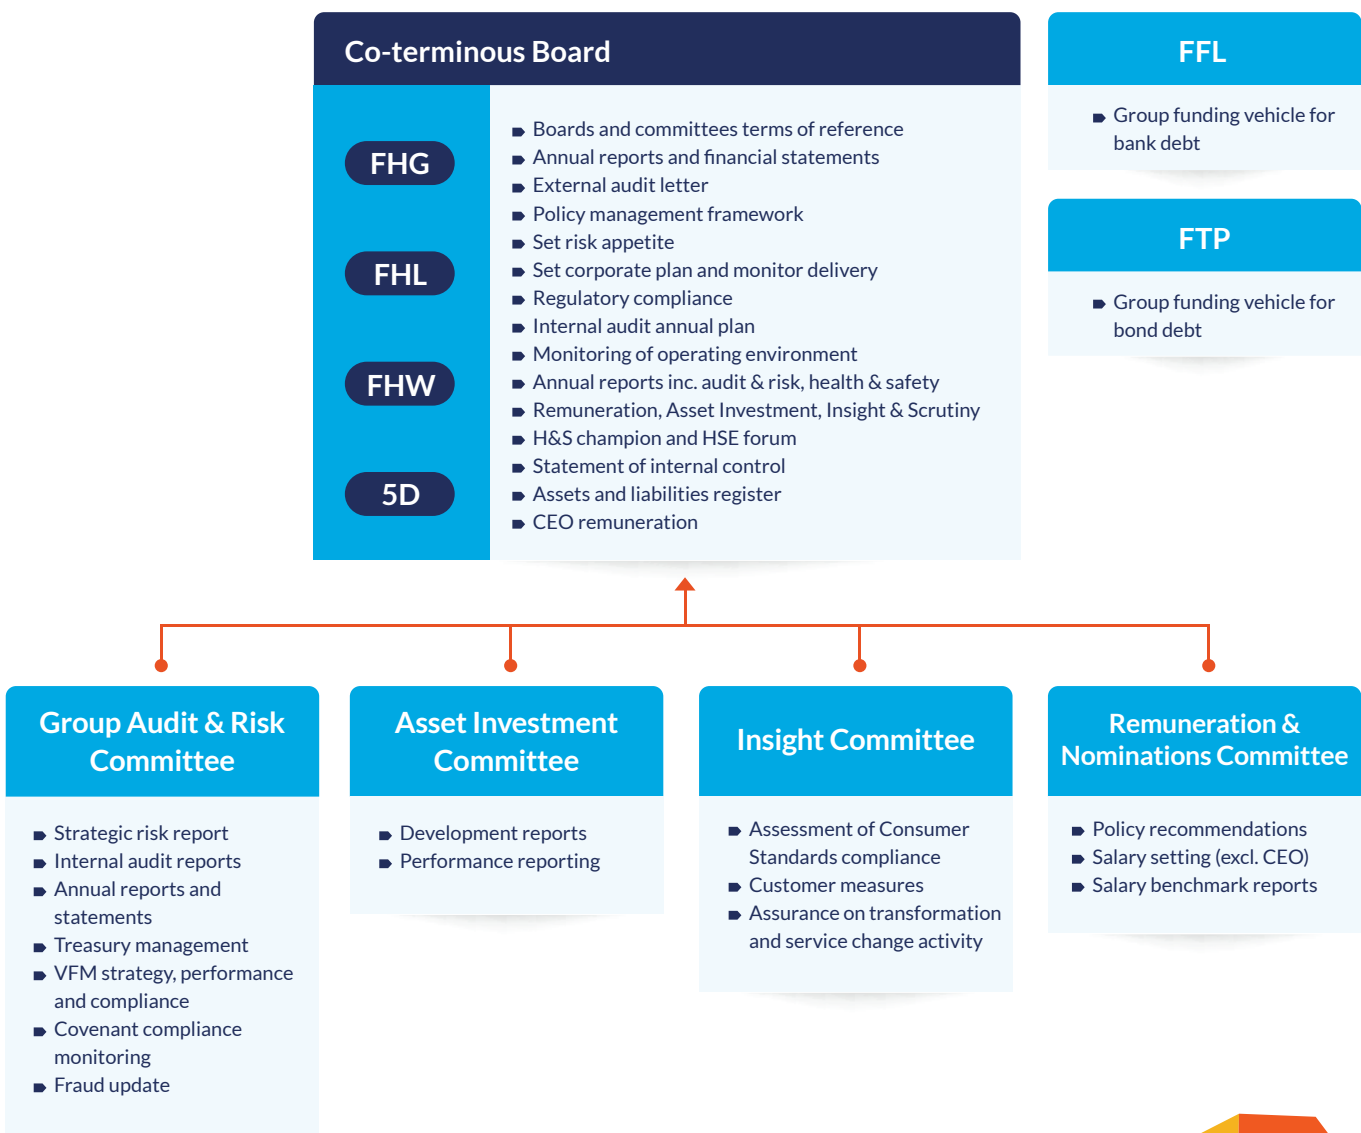 Co-terminous Board
FHG
FHL
FHW
5D
Boards and committees terms of reference
Annual reports and financial statements
External audit letter
Policy management framework
Set risk appetite
Set corporate plan and monitor delivery
Regulatory compliance
Internal audit annual plan
Monitoring of operating environment
Annual reports inc. audit & risk, health & safety
Remuneration, Asset Investment, Insight & Scrutiny
H&S champion and HSE forum
Statement of internal control
Assets and liabilities register
CEO remuneration
FFL
Group funding vehicle for
bank debt
FTP
Group funding vehicle for
bond debt
Group Audit & Risk
Committee
Strategic risk report
Internal audit reports
Annual reports and
statements
Treasury management
VFM strategy, performance
and compliance
Covenant compliance
monitoring
Fraud update
Asset Investment
Committee
Development reports
Performance reporting
Insight Committee
Assessment of Consumer
Standards compliance
Customer measures
Assurance on transformation
and service change activity
Remuneration &
Nominations Committee
Policy recommendations
Salary setting (excl. CEO)
Salary benchmark reports